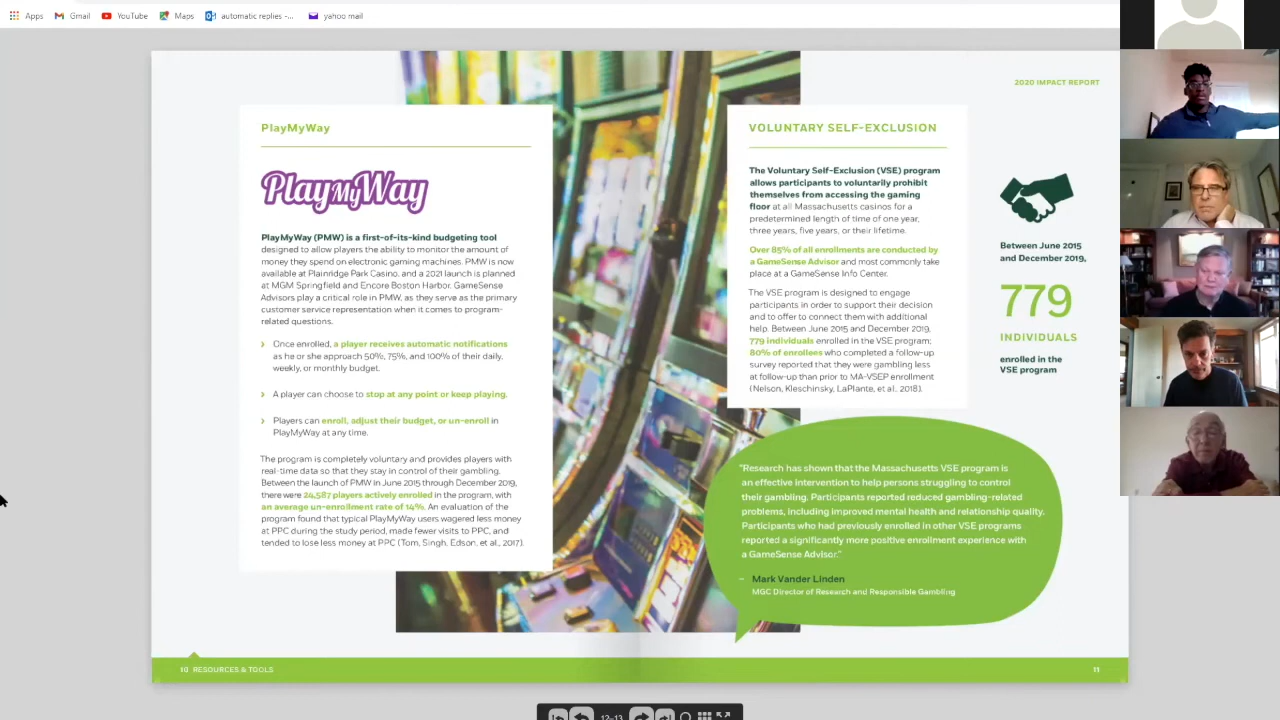 Apps Gmail YouTube Maps automatic replies -... yahoo mail
2020 IMPACT REPORT
PlayMyWay
PlayMyWay
PlayMyWay (PMW) is a first-of-its-kind budgeting tool
designed to allow players the ability to monitor the amount of
money they spend on electronic gaming machines. PMW is now
available at Plainridge Park Casino, and a 2021 launch is planned
at MGM Springfield and Encore Boston Harbor. GameSense
Advisors play a critical role in PMW, as they serve as the primary
customer service representation when it comes to program-
related questions.
› Once enrolled, a player receives automatic notifications
as he or she approach 50%, 75%, and 100% of their daily,
weekly, or monthly budget.
› A player can choose to stop at any point or keep playing.
› Players can enroll, adjust their budget, or un-enroll in
PlayMyWay at any time.
The program is completely voluntary and provides players with
real-time data so that they stay in control of their gambling.
Between the launch of PMW in June 2015 through December 2019,
there were 24,587 players actively enrolled in the program, with
an average un-enrollment rate of 14%. An evaluation of the
program found that typical PlayMyWay users wagered less money
at PPC during the study period, made fewer visits to PPC, and
tended to lose less money at PPC (Tom, Singh, Edson, et al., 2017).
VOLUNTARY SELF-EXCLUSION
The Voluntary Self-Exclusion (VSE) program
allows participants to voluntarily prohibit
themselves from accessing the gaming
floor at all Massachusetts casinos for a
predetermined length of time of one year,
three years, five years, or their lifetime.
Over 85% of all enrollments are conducted by
a GameSense Advisor and most commonly take
place at a GameSense Info Center.
The VSE program is designed to engage
participants in order to support their decision
and to offer to connect them with additional
help. Between June 2015 and December 2019,
779 individuals enrolled in the VSE program;
80% of enrollees who completed a follow-up
survey reported that they were gambling less
at follow-up than prior to MA-VSEP enrollment
(Nelson, Kleschinsky, LaPlante, et al., 2018).
Between June 2015
and December 2019,
779
INDIVIDUALS
enrolled in the
VSE program
"Research has shown that the Massachusetts VSE program is
an effective intervention to help persons struggling to control
their gambling. Participants reported reduced gambling-related
problems, including improved mental health and relationship quality.
Participants who had previously enrolled in other VSE programs
reported a significantly more positive enrollment experience with
a GameSense Advisor."
– Mark Vander Linden
MGC Director of Research and Responsible Gambling
10 RESOURCES & TOOLS
11
12-13